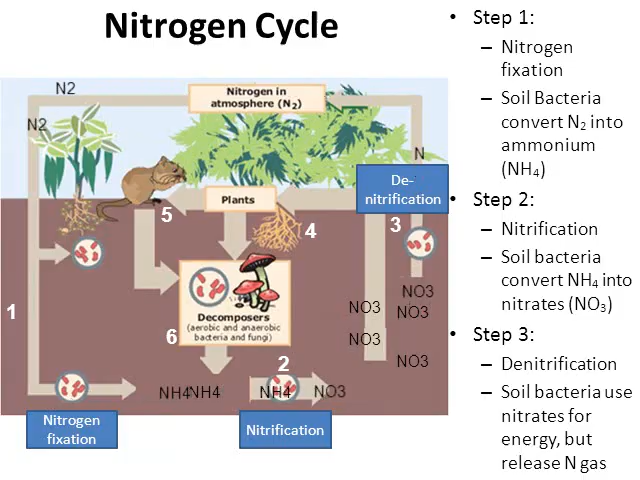 Nitrogen Cycle
N2
Nitrogen in
atmosphere (N₂)
N2
N
De-
nitrification
Plants
5
4
3
1
Decomposers
(aerobic and anaerobic
bacteria and fungi)
6
NO3
NO3
NO3
NO3
NO3
2
NH4NH4
NH4
NO3
Nitrogen
fixation
Nitrification
• Step 1:
– Nitrogen
fixation
– Soil Bacteria
convert N₂ into
ammonium
(NH₄)
• Step 2:
– Nitrification
– Soil bacteria
convert NH₄ into
nitrates (NO₃)
• Step 3:
– Denitrification
– Soil bacteria use
nitrates for
energy, but
release N gas